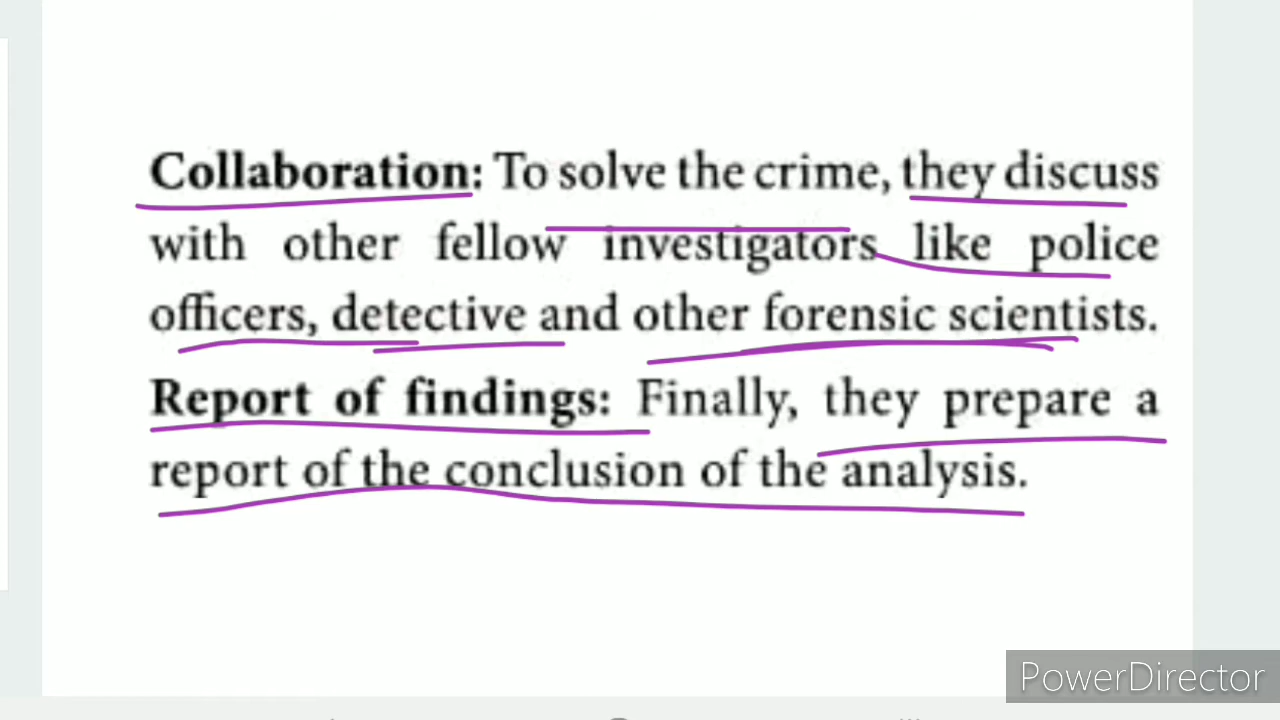 Collaboration: To solve the crime, they discuss
with other fellow investigators like police
officers, detective and other forensic scientists.
Report of findings: Finally, they prepare a
report of the conclusion of the analysis.
PowerDirector